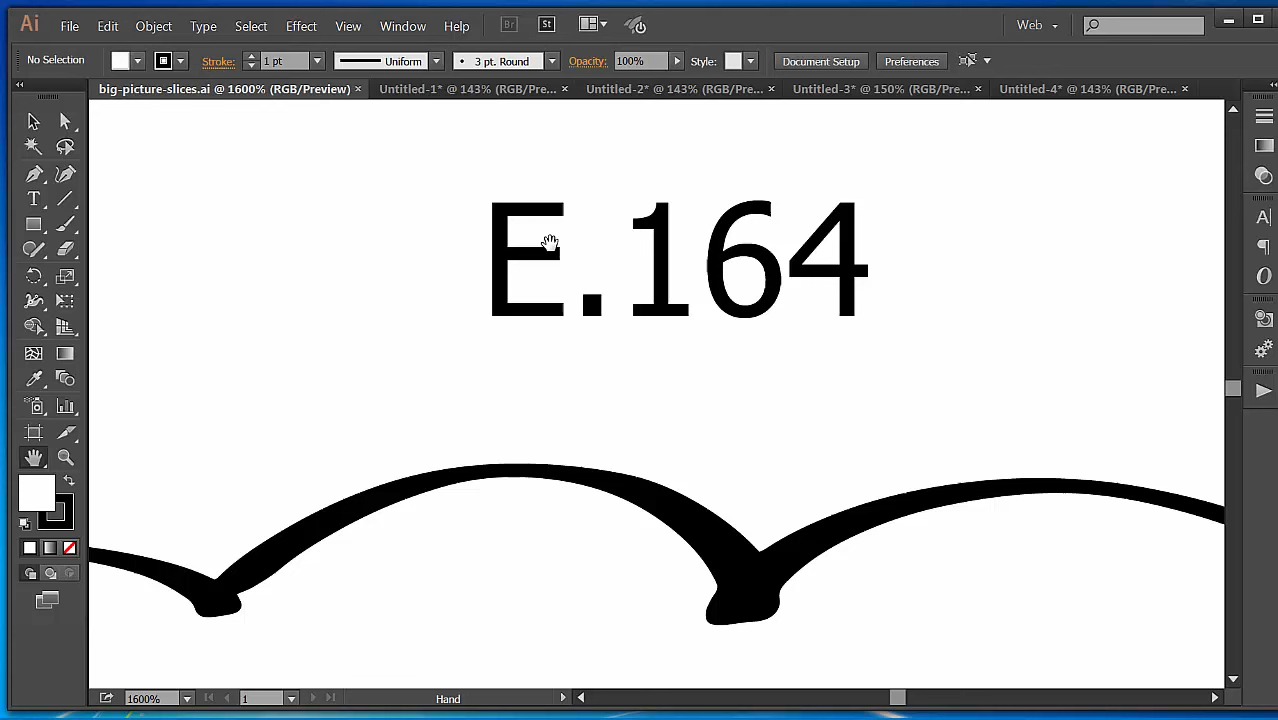 Ai File Edit Object Type Select Effect View Window Help Br St Web
No Selection Stroke: 1 pt Uniform 3 pt. Round Opacity: 100% Style: Document Setup Preferences
big-picture-slices.ai @ 1600% (RGB/Preview) × Untitled-1* @ 143% (RGB/Pre... × Untitled-2* @ 143% (RGB/Pre... × Untitled-3* @ 150% (RGB/Pre... × Untitled-4* @ 143% (RGB/Pre... ×
E.164
1600% 1 Hand